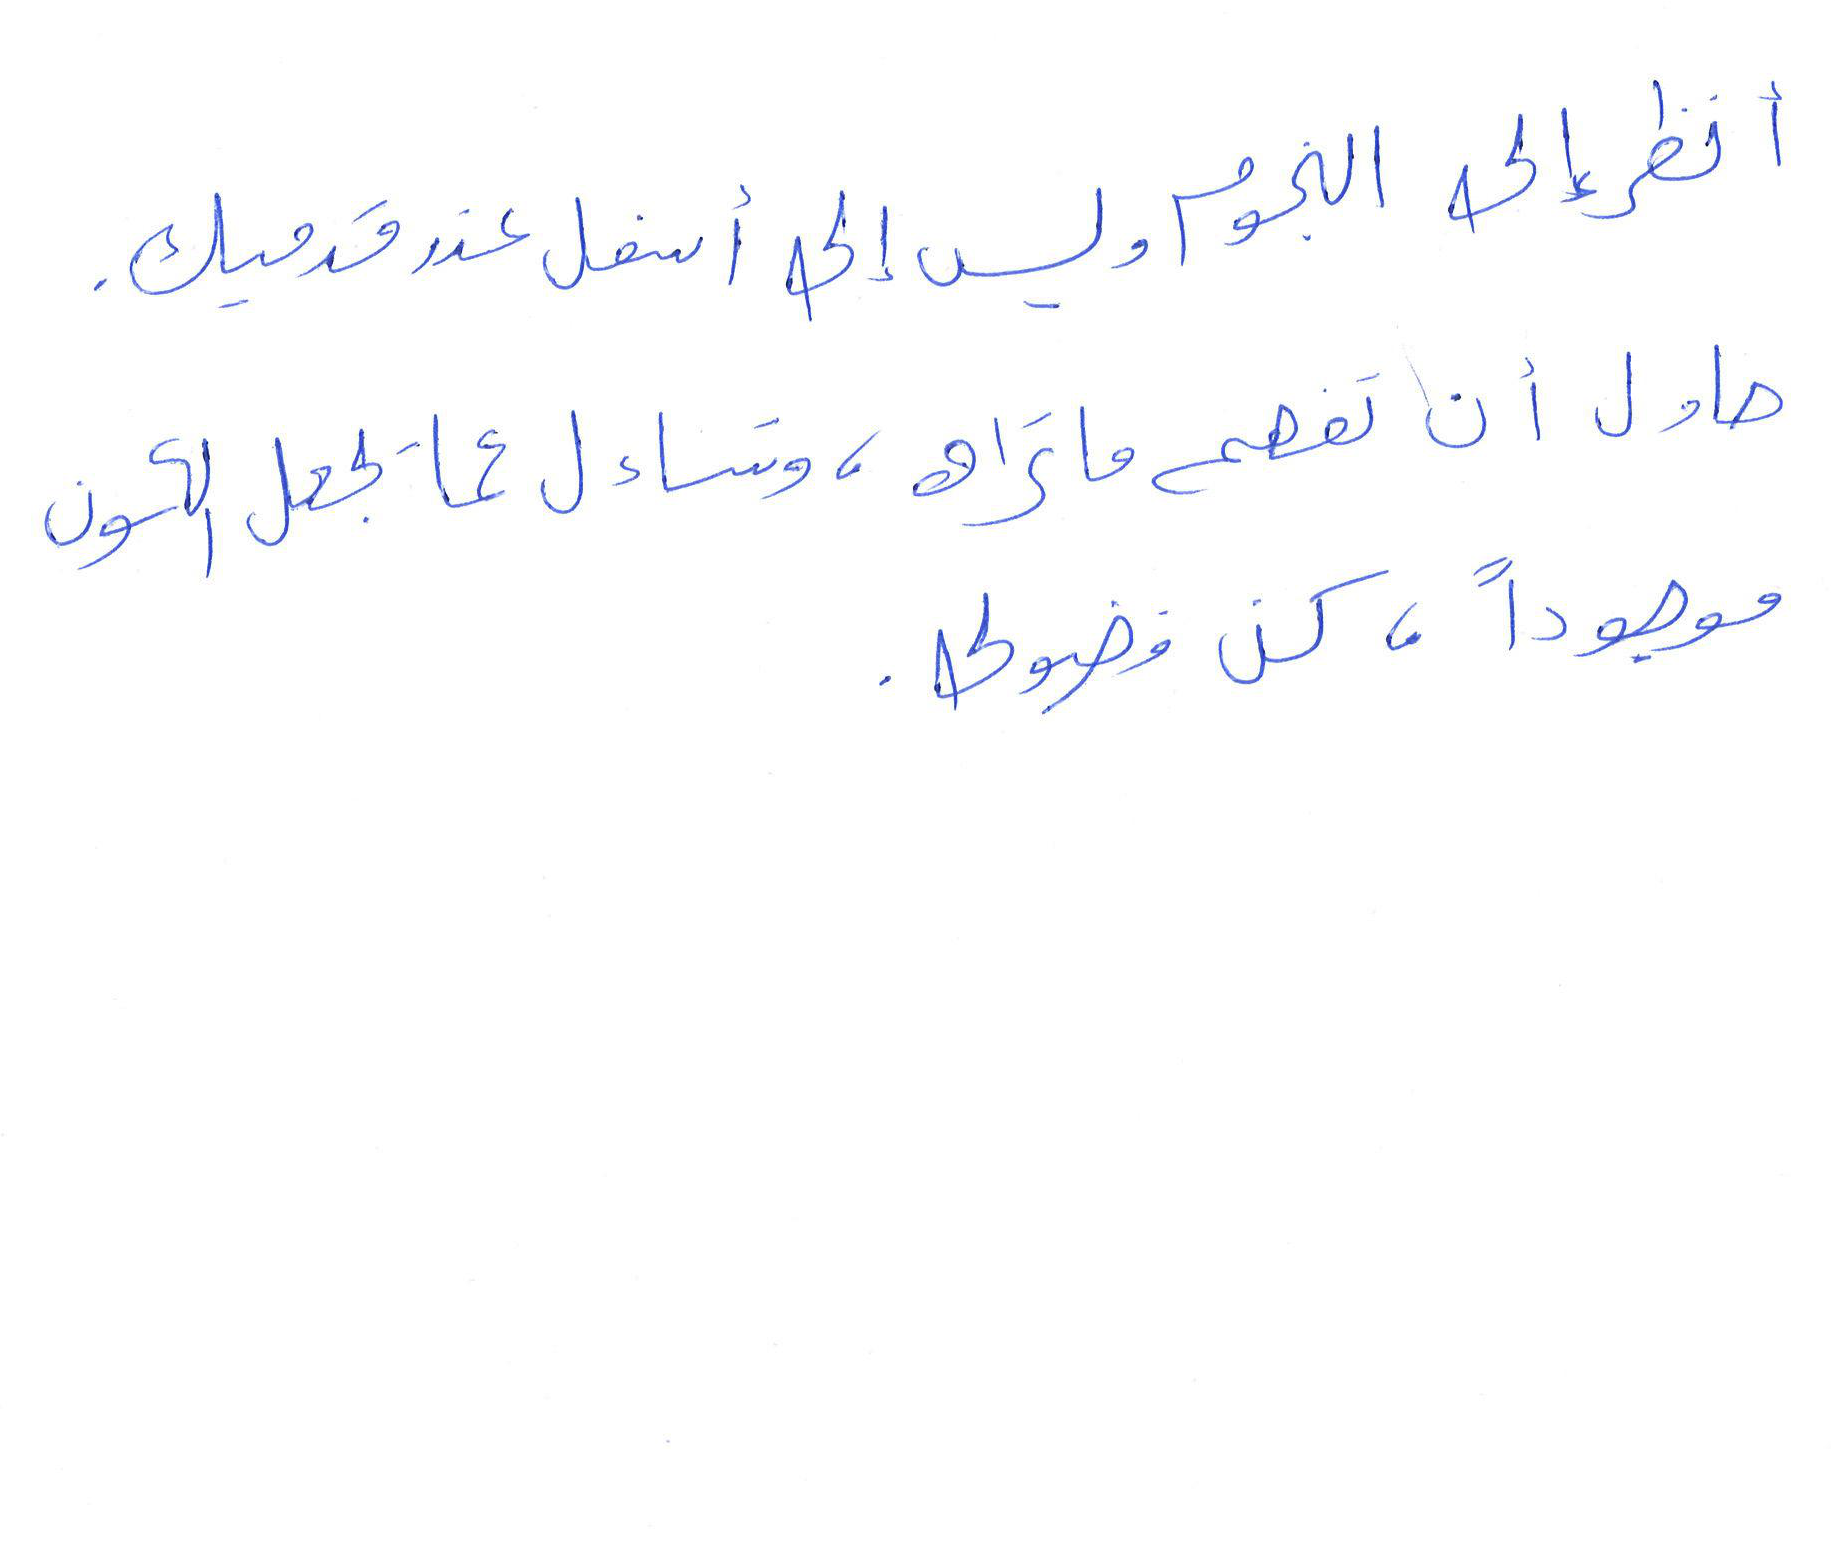 أنظر إلى النجوم وليس إلى أسفل عند قدميك.
حاول أن تفهم ما تراه، وتساءل عما يجعل الكون
موجوداً، كن فضولي.